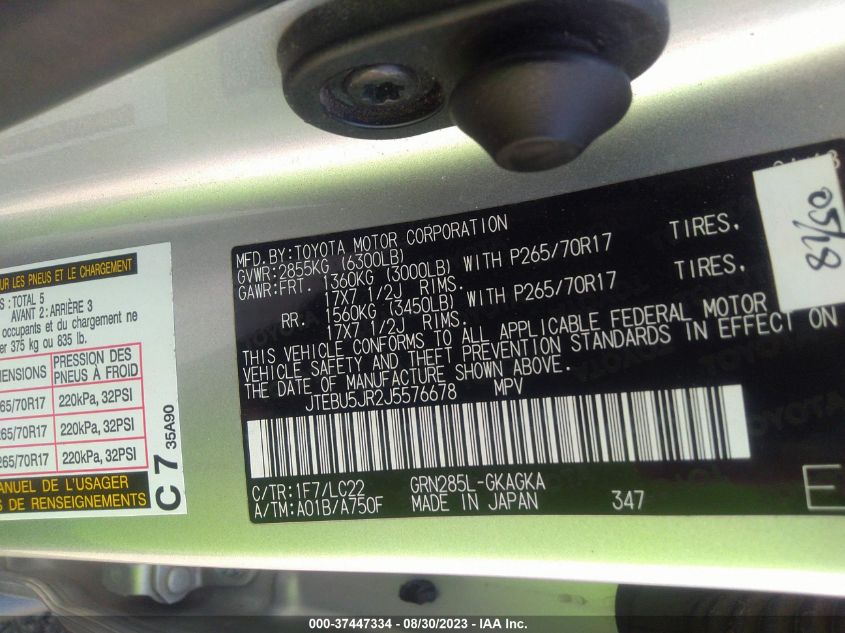 MFD.BY:TOYOTA MOTOR CORPORATION
GVWR:2855KG (6300LB)
GAWR:FRT. 1360KG (3000LB) WITH P265/70R17 TIRES.
17X7 1/2J RIMS.
RR. 1560KG (3450LB) WITH P265/70R17 TIRES.
17X7 1/2J RIMS.
THIS VEHICLE CONFORMS TO ALL APPLICABLE FEDERAL MOTOR
VEHICLE SAFETY AND THEFT PREVENTION STANDARDS IN EFFECT ON
THE DATE OF MANUFACTURE SHOWN ABOVE.
JTEBU5JR2J5576678 MPV
C/TR:1F7/LC22 GRN285L-GKAGKA
A/TM:A01B/A750F MADE IN JAPAN 347
E
05/18
UR LES PNEUS ET LE CHARGEMENT
S : TOTAL 5
AVANT 2 : ARRIÈRE 3
occupants et du chargement ne
er 375 kg ou 835 lb.
MENSIONS PRESSION DES PNEUS À FROID
65/70R17 220kPa, 32PSI
65/70R17 220kPa, 32PSI
265/70R17 220kPa, 32PSI
MANUEL DE L'USAGER
S DE RENSEIGNEMENTS
C 7 35A90
000-37447334 — 08/30/2023 — IAA Inc.